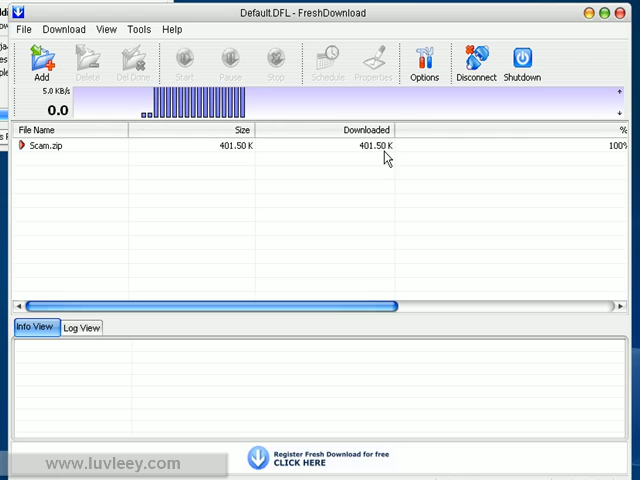 Default.DFL - FreshDownload
File Download View Tools Help
Add Delete Del Done Start Pause Stop Schedule Properties Options Disconnect Shutdown
5.0 KB/s
0.0
File Name Size Downloaded %
Scam.zip 401.50 K 401.50 K 100%
Info View Log View
Register Fresh Download for free
CLICK HERE
www.luvleey.com